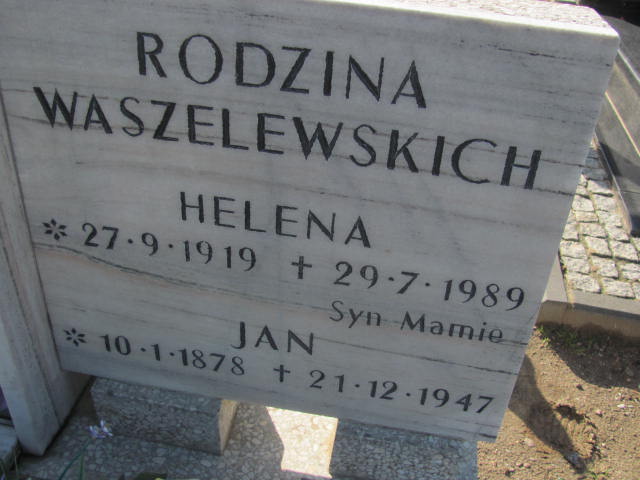 RODZINA
WASZELEWSKICH
HELENA
* 27·9·1919 + 29·7·1989
Syn Mamie
JAN
* 10·1·1878 + 21·12·1947